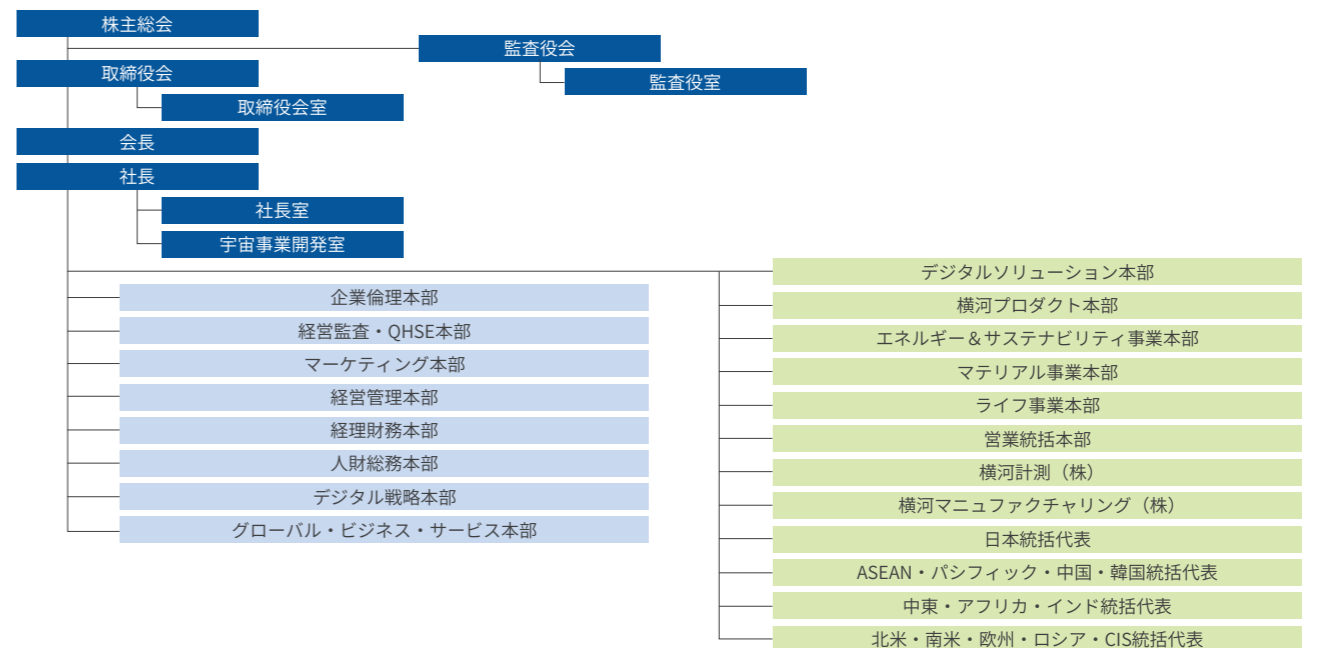 株主総会
監査役会
監査役室
取締役会
取締役会室
会長
社長
社長室
宇宙事業開発室
企業倫理本部
経営監査・QHSE本部
マーケティング本部
経営管理本部
経理財務本部
人財総務本部
デジタル戦略本部
グローバル・ビジネス・サービス本部
デジタルソリューション本部
横河プロダクト本部
エネルギー＆サステナビリティ事業本部
マテリアル事業本部
ライフ事業本部
営業統括本部
横河計測（株）
横河マニュファクチャリング（株）
日本統括代表
ASEAN・パシフィック・中国・韓国統括代表
中東・アフリカ・インド統括代表
北米・南米・欧州・ロシア・CIS統括代表